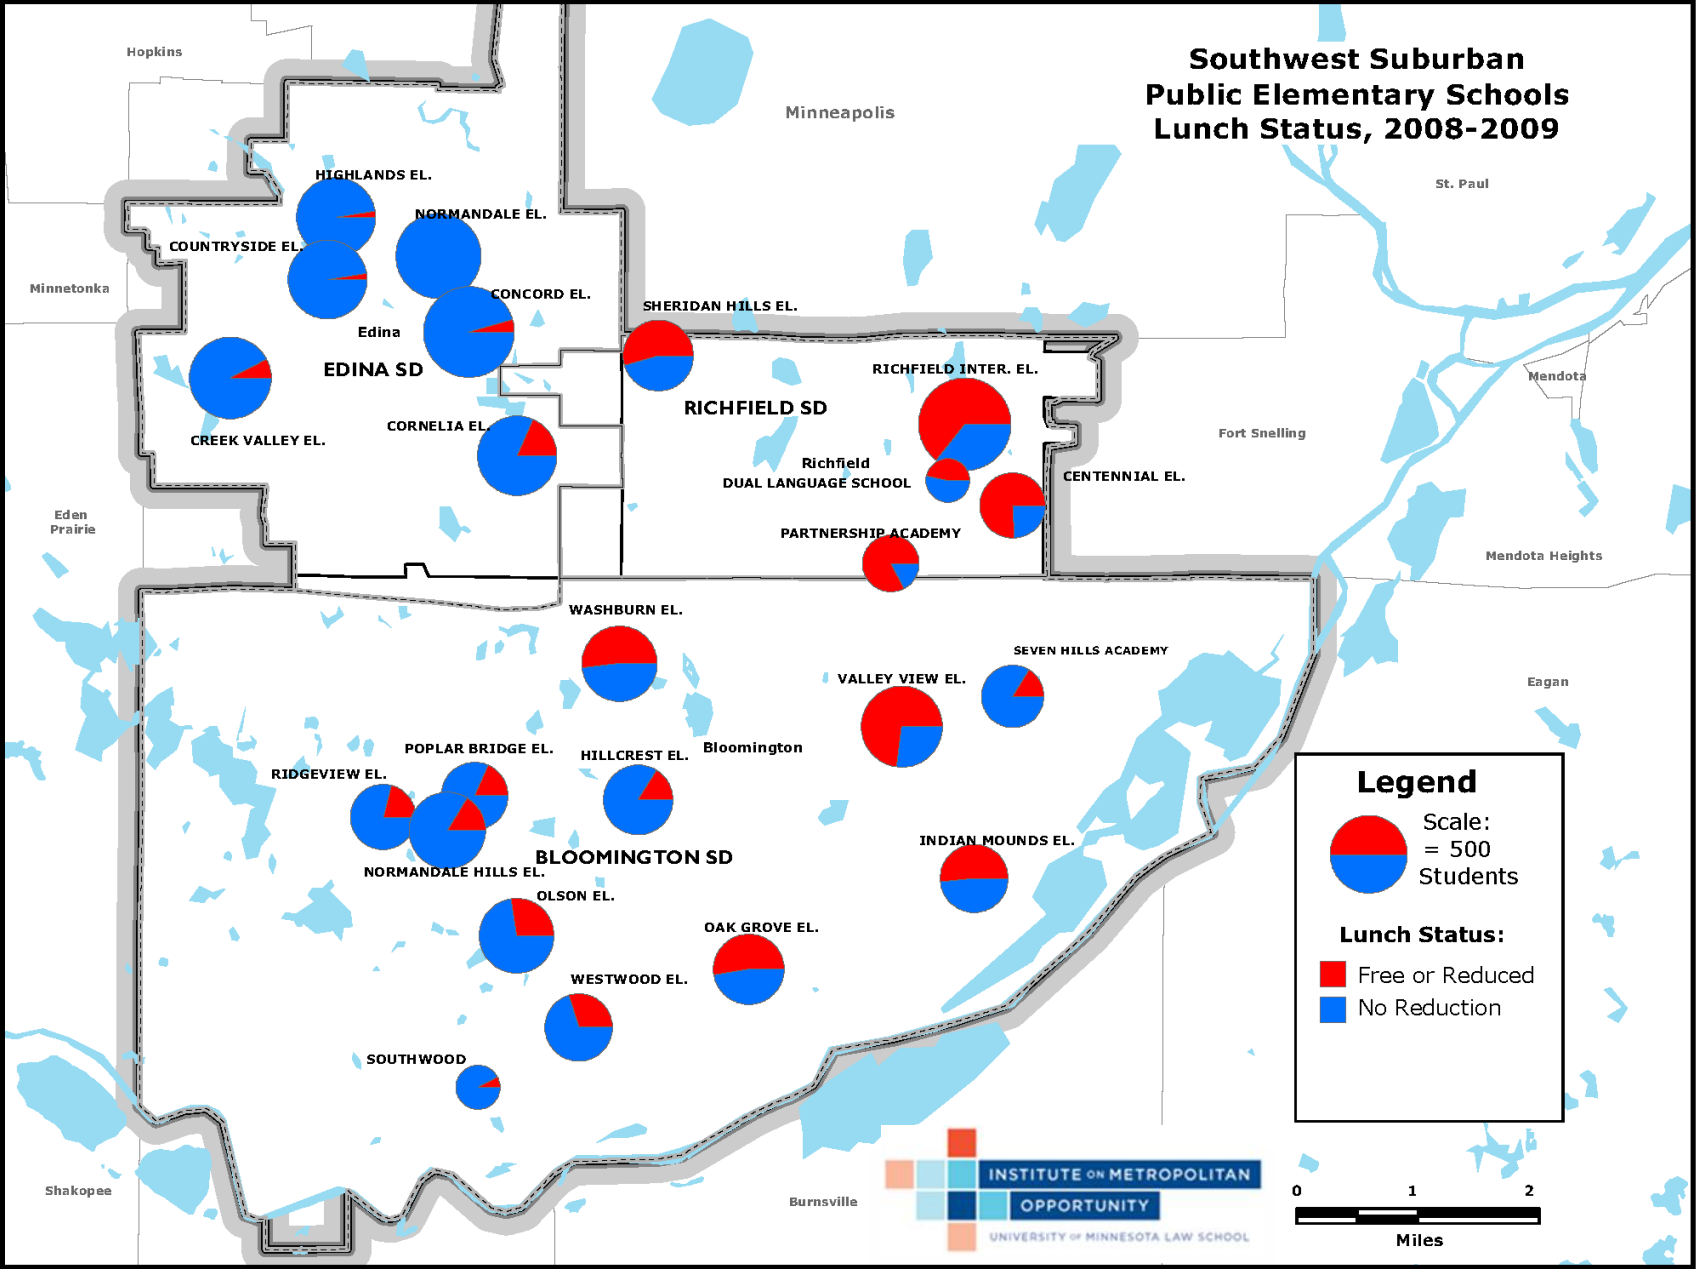 Southwest Suburban
Public Elementary Schools
Lunch Status, 2008-2009
Hopkins
Minneapolis
St. Paul
HIGHLANDS EL.
NORMANDALE EL.
COUNTRYSIDE EL.
Minnetonka
CONCORD EL.
SHERIDAN HILLS EL.
Edina
EDINA SD
RICHFIELD INTER. EL.
Mendota
RICHFIELD SD
CORNELIA EL.
Fort Snelling
CREEK VALLEY EL.
Richfield
DUAL LANGUAGE SCHOOL
CENTENNIAL EL.
Eden
Prairie
PARTNERSHIP ACADEMY
Mendota Heights
WASHBURN EL.
SEVEN HILLS ACADEMY
VALLEY VIEW EL.
Eagan
POPLAR BRIDGE EL.
HILLCREST EL.
Bloomington
RIDGEVIEW EL.
INDIAN MOUNDS EL.
BLOOMINGTON SD
NORMANDALE HILLS EL.
OLSON EL.
OAK GROVE EL.
WESTWOOD EL.
SOUTHWOOD
Legend
Scale:
= 500
Students
Lunch Status:
Free or Reduced
No Reduction
Shakopee
Burnsville
INSTITUTE ON METROPOLITAN
OPPORTUNITY
UNIVERSITY OF MINNESOTA LAW SCHOOL
0 1 2
Miles